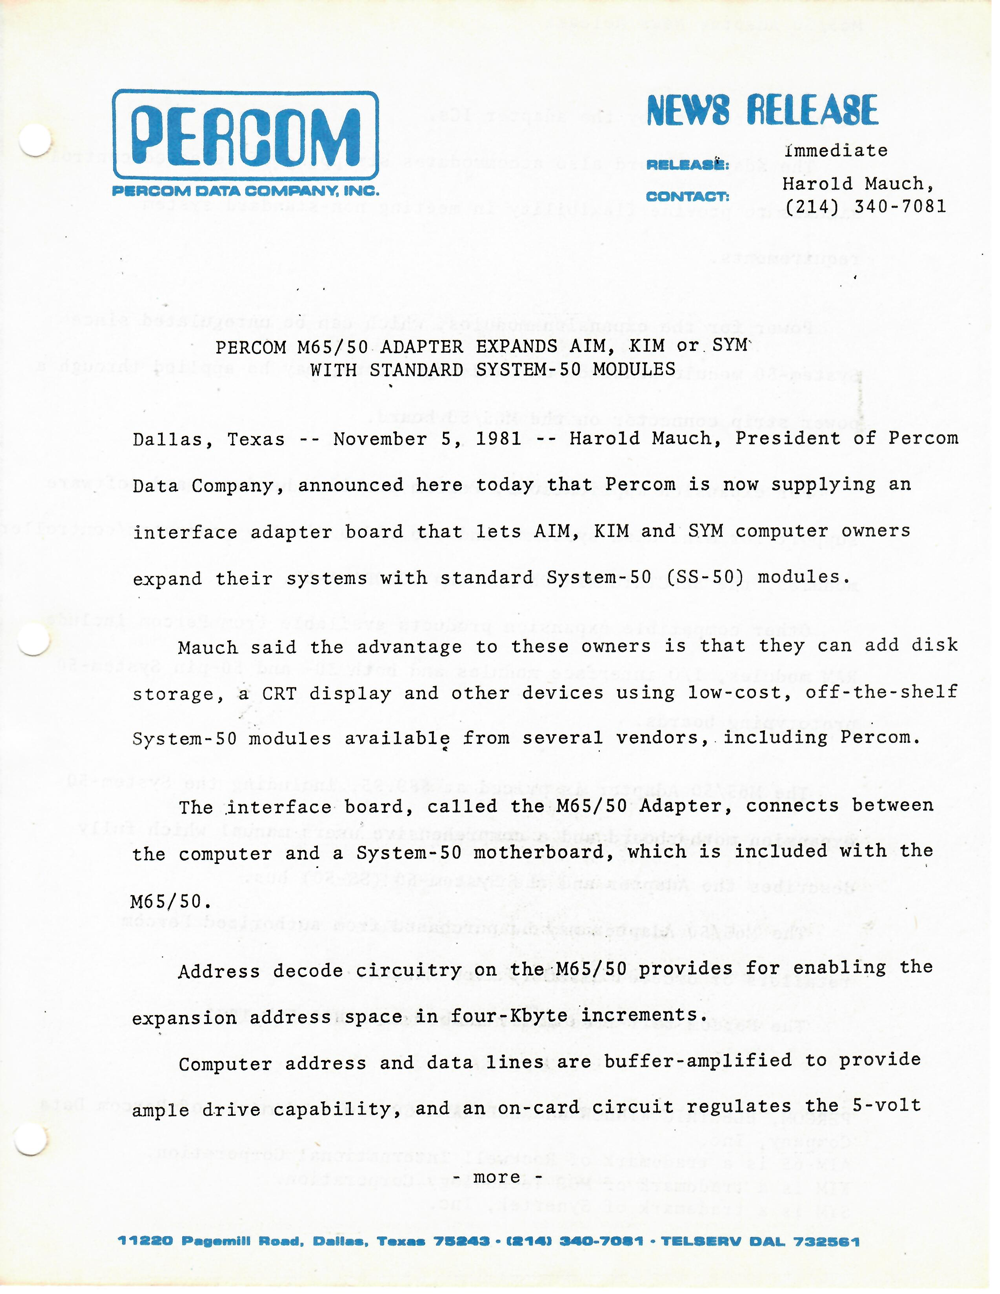 PERCOM
PERCOM DATA COMPANY, INC.
NEWS RELEASE
RELEASE: Immediate
CONTACT: Harold Mauch,
(214) 340-7081
PERCOM M65/50 ADAPTER EXPANDS AIM, KIM or SYM
WITH STANDARD SYSTEM-50 MODULES
Dallas, Texas -- November 5, 1981 -- Harold Mauch, President of Percom
Data Company, announced here today that Percom is now supplying an
interface adapter board that lets AIM, KIM and SYM computer owners
expand their systems with standard System-50 (SS-50) modules.
Mauch said the advantage to these owners is that they can add disk
storage, a CRT display and other devices using low-cost, off-the-shelf
System-50 modules available from several vendors, including Percom.
The interface board, called the M65/50 Adapter, connects between
the computer and a System-50 motherboard, which is included with the
M65/50.
Address decode circuitry on the M65/50 provides for enabling the
expansion address space in four-Kbyte increments.
Computer address and data lines are buffer-amplified to provide
ample drive capability, and an on-card circuit regulates the 5-volt
- more -
11220 Pagemill Road, Dallas, Texas 75243 · (214) 340-7081 · TELSERV DAL 732561